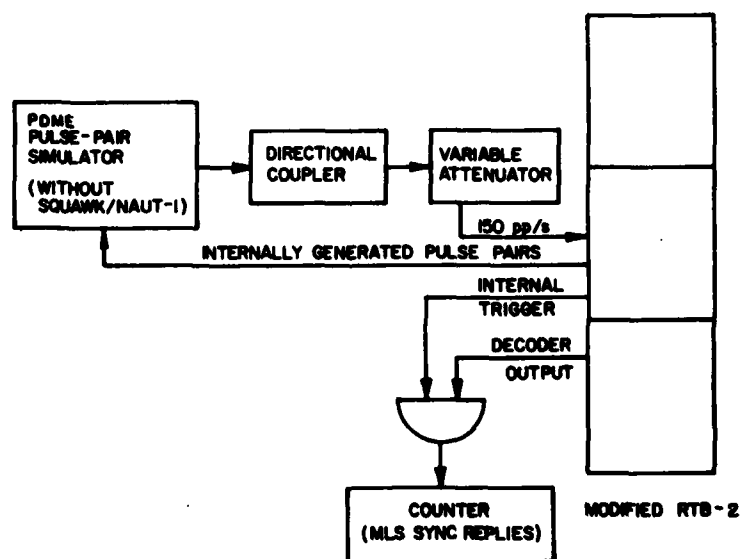 PDME
PULSE-PAIR
SIMULATOR
(WITHOUT
SQUAWK/NAUT-1)
DIRECTIONAL
COUPLER
VARIABLE
ATTENUATOR
150 pp/s
INTERNALLY GENERATED PULSE PAIRS
INTERNAL
TRIGGER
DECODER
OUTPUT
COUNTER
(MLS SYNC REPLIES)
MODIFIED RTB-2